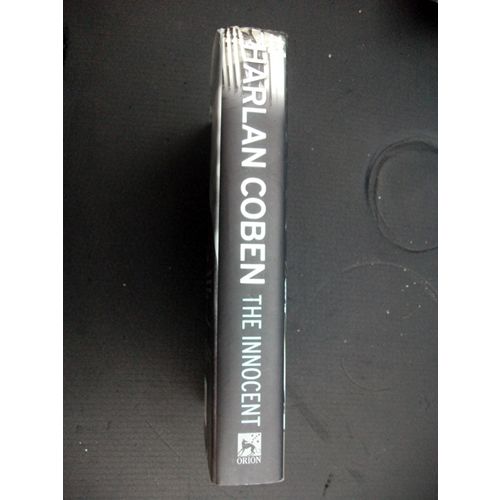 HARLAN COBEN THE INNOCENT
ORION